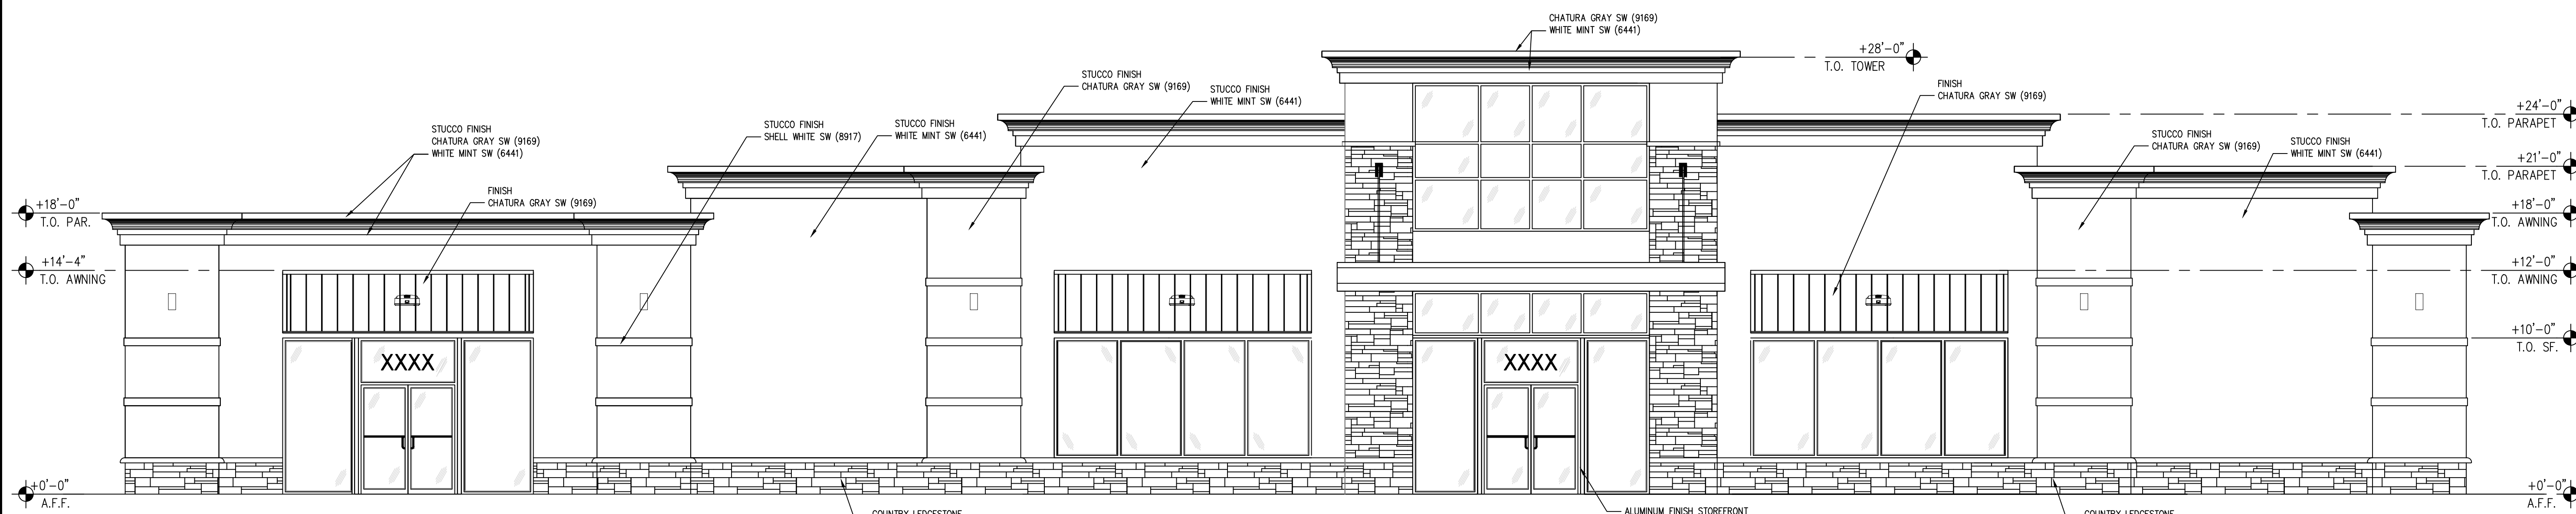 CHATURA GRAY SW (9169)
WHITE MINT SW (6441)
+28'-0"
T.O. TOWER
STUCCO FINISH
CHATURA GRAY SW (9169)
STUCCO FINISH
WHITE MINT SW (6441)
FINISH
CHATURA GRAY SW (9169)
+24'-0"
T.O. PARAPET
STUCCO FINISH
CHATURA GRAY SW (9169)
WHITE MINT SW (6441)
STUCCO FINISH
SHELL WHITE SW (8917)
STUCCO FINISH
WHITE MINT SW (6441)
STUCCO FINISH
CHATURA GRAY SW (9169)
STUCCO FINISH
WHITE MINT SW (6441)
+21'-0"
T.O. PARAPET
FINISH
CHATURA GRAY SW (9169)
+18'-0"
T.O. PAR.
+18'-0"
T.O. AWNING
+14'-4"
T.O. AWNING
+12'-0"
T.O. AWNING
+10'-0"
T.O. SF.
XXXX
XXXX
+0'-0"
A.F.F.
+0'-0"
A.F.F.
COUNTRY LEDGESTONE
ALUMINUM FINISH STOREFRONT
COUNTRY LEDGESTONE